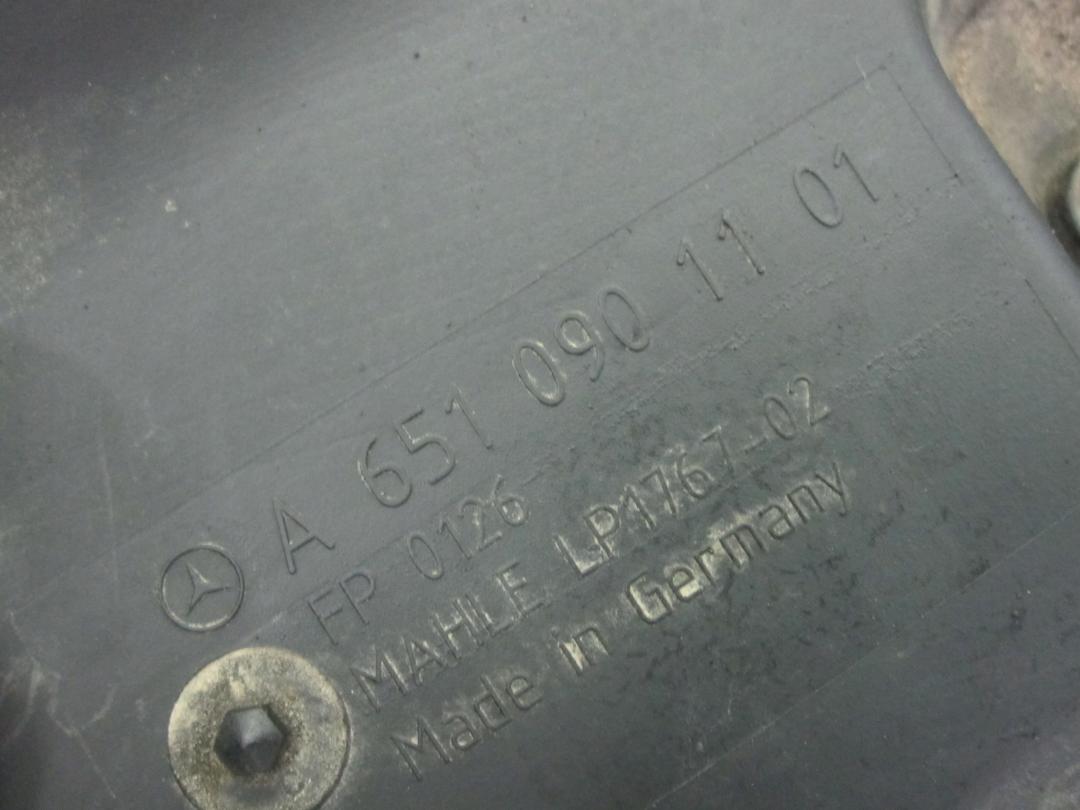 A 651 090 11 01
FP 0126
MAHLE LP1767-02
Made in Germany